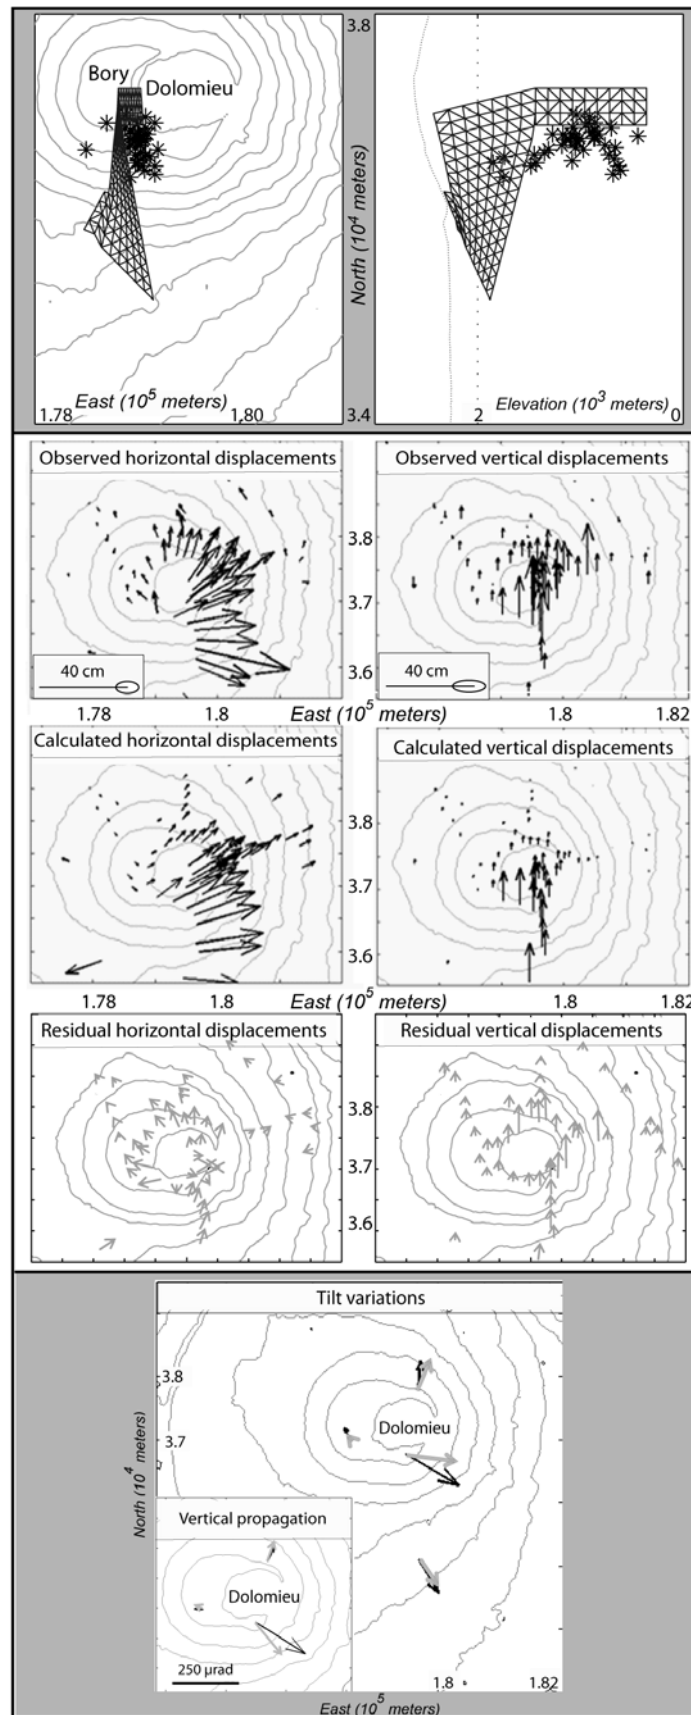 3.8
Bory
Dolomieu
North (10⁴ meters)
East (10⁵ meters)
1.78
1,80
3.4
Elevation (10³ meters)
2
0
Observed horizontal displacements
Observed vertical displacements
3.8
3.7
3.6
40 cm
40 cm
1.78
1.8
East (10⁵ meters)
1.8
1.82
Calculated horizontal displacements
Calculated vertical displacements
3.8
3.7
3.6
1.78
1.8
East (10⁵ meters)
1.8
1.82
Residual horizontal displacements
Residual vertical displacements
3.8
3.7
3.6
Tilt variations
3.8
3.7
Dolomieu
North (10⁴ meters)
Vertical propagation
Dolomieu
250 µrad
1.8
1.82
East (10⁵ meters)